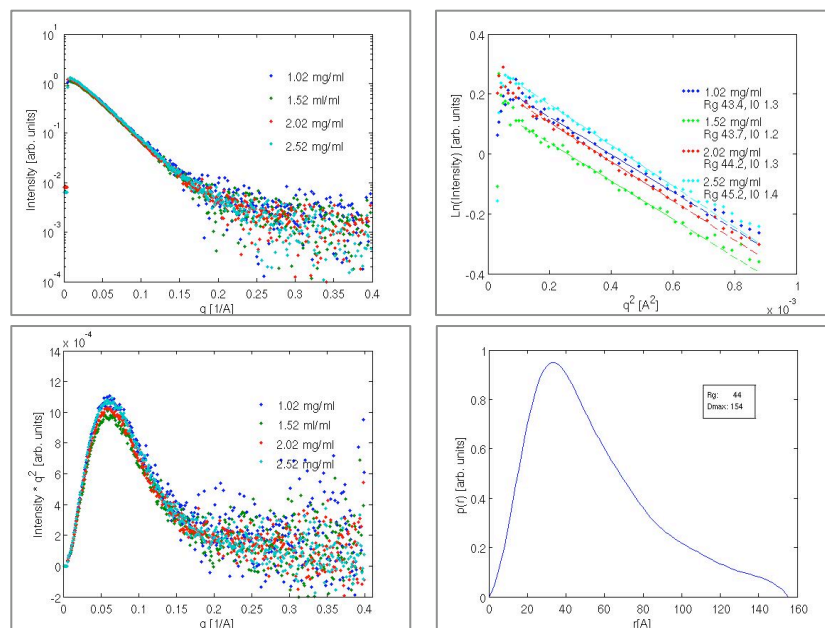 Intensity [arb. units]
10^1
10^0
10^-1
10^-2
10^-3
10^-4
1.02 mg/ml
1.52 ml/mg
2.02 mg/ml
2.52 mg/ml
0 0.05 0.1 0.15 0.2 0.25 0.3 0.35 0.4
q [1/A]
Ln(Intensity) [arb. units]
0.4
0.2
0
-0.2
-0.4
1.02 mg/ml
Rg 43.4, I0 1.3
1.52 mg/ml
Rg 43.7, I0 1.2
2.02 mg/ml
Rg 44.2, I0 1.3
2.52 mg/ml
Rg 45.2, I0 1.4
0 0.2 0.4 0.6 0.8 1
x 10^-3
q² [A²]
x 10^-4
Intensity * q² [arb. units]
14
12
10
8
6
4
2
0
-2
1.02 mg/ml
1.52 ml/mg
2.02 mg/ml
2.52 mg/ml
0 0.05 0.1 0.15 0.2 0.25 0.3 0.35 0.4
q [1/A]
p(r) [arb. units]
1
0.8
0.6
0.4
0.2
0
Rg: 44
Dmax: 154
0 20 40 60 80 100 120 140 160
r[A]